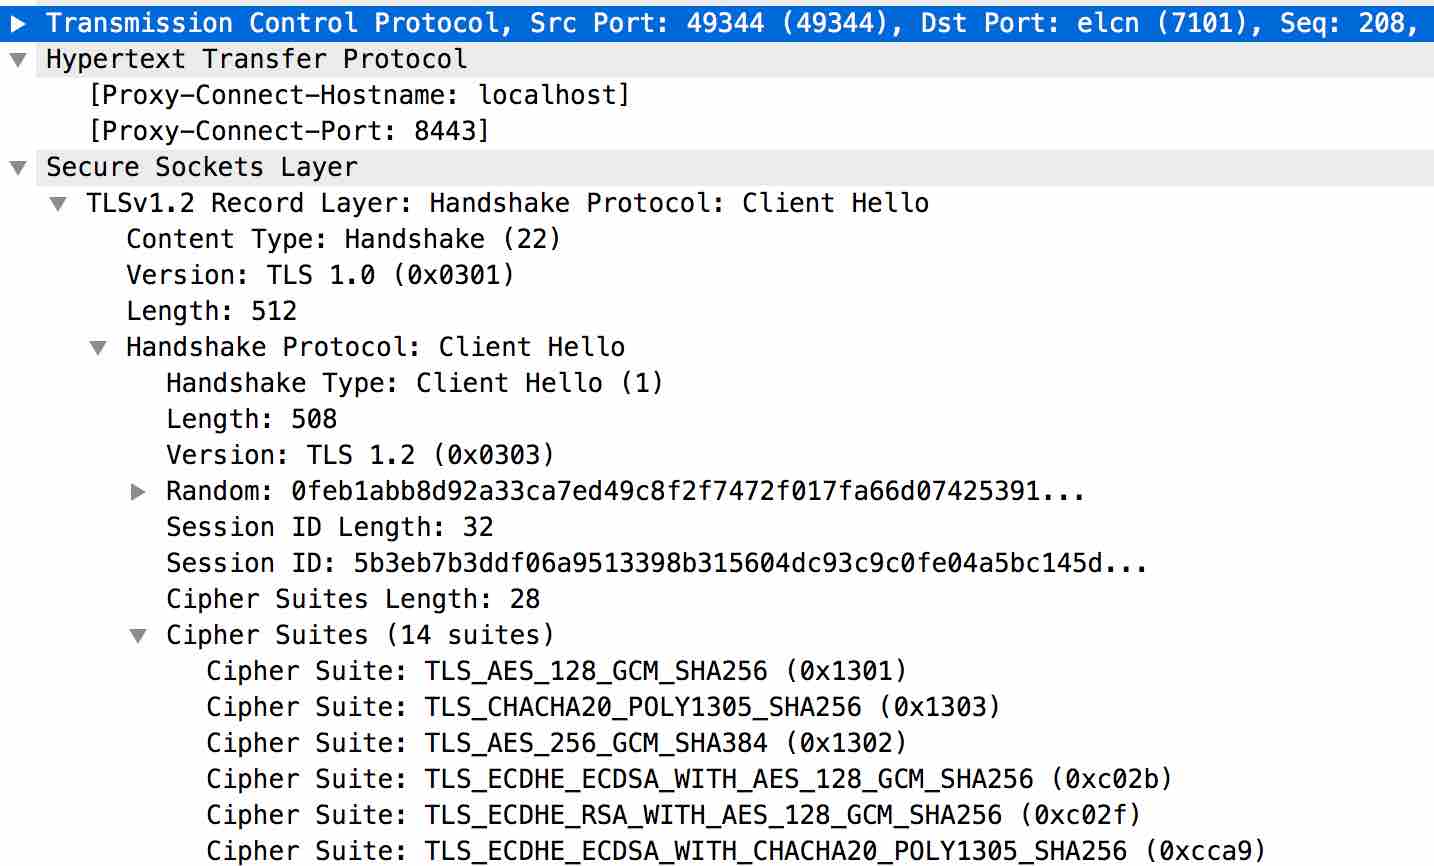 Transmission Control Protocol, Src Port: 49344 (49344), Dst Port: elcn (7101), Seq: 208,
Hypertext Transfer Protocol
[Proxy-Connect-Hostname: localhost]
[Proxy-Connect-Port: 8443]
Secure Sockets Layer
TLSv1.2 Record Layer: Handshake Protocol: Client Hello
Content Type: Handshake (22)
Version: TLS 1.0 (0x0301)
Length: 512
Handshake Protocol: Client Hello
Handshake Type: Client Hello (1)
Length: 508
Version: TLS 1.2 (0x0303)
Random: 0feb1abb8d92a33ca7ed49c8f2f7472f017fa66d07425391...
Session ID Length: 32
Session ID: 5b3eb7b3ddf06a9513398b315604dc93c9c0fe04a5bc145d...
Cipher Suites Length: 28
Cipher Suites (14 suites)
Cipher Suite: TLS_AES_128_GCM_SHA256 (0x1301)
Cipher Suite: TLS_CHACHA20_POLY1305_SHA256 (0x1303)
Cipher Suite: TLS_AES_256_GCM_SHA384 (0x1302)
Cipher Suite: TLS_ECDHE_ECDSA_WITH_AES_128_GCM_SHA256 (0xc02b)
Cipher Suite: TLS_ECDHE_RSA_WITH_AES_128_GCM_SHA256 (0xc02f)
Cipher Suite: TLS_ECDHE_ECDSA_WITH_CHACHA20_POLY1305_SHA256 (0xcca9)